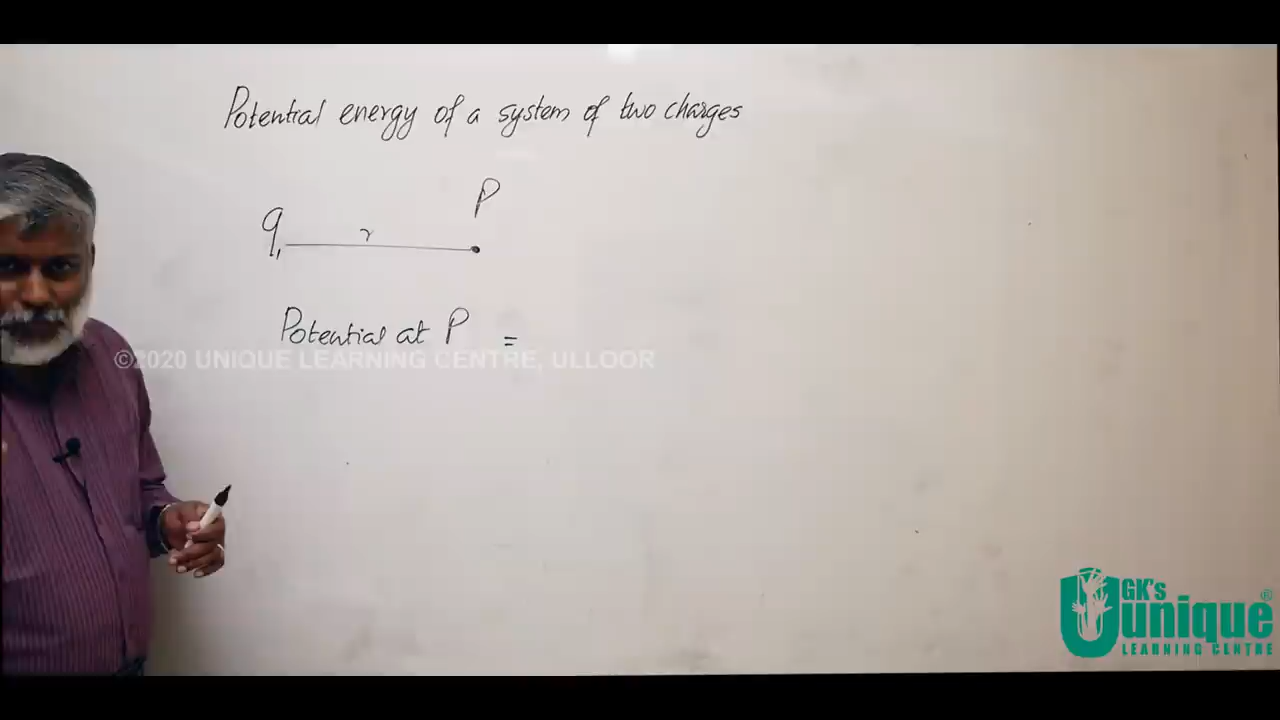 Potential energy of a system of two charges
P
q₁ r
Potential at P =
©2020 UNIQUE LEARNING CENTRE, ULLOOR
GK's
unique®
LEARNING CENTRE